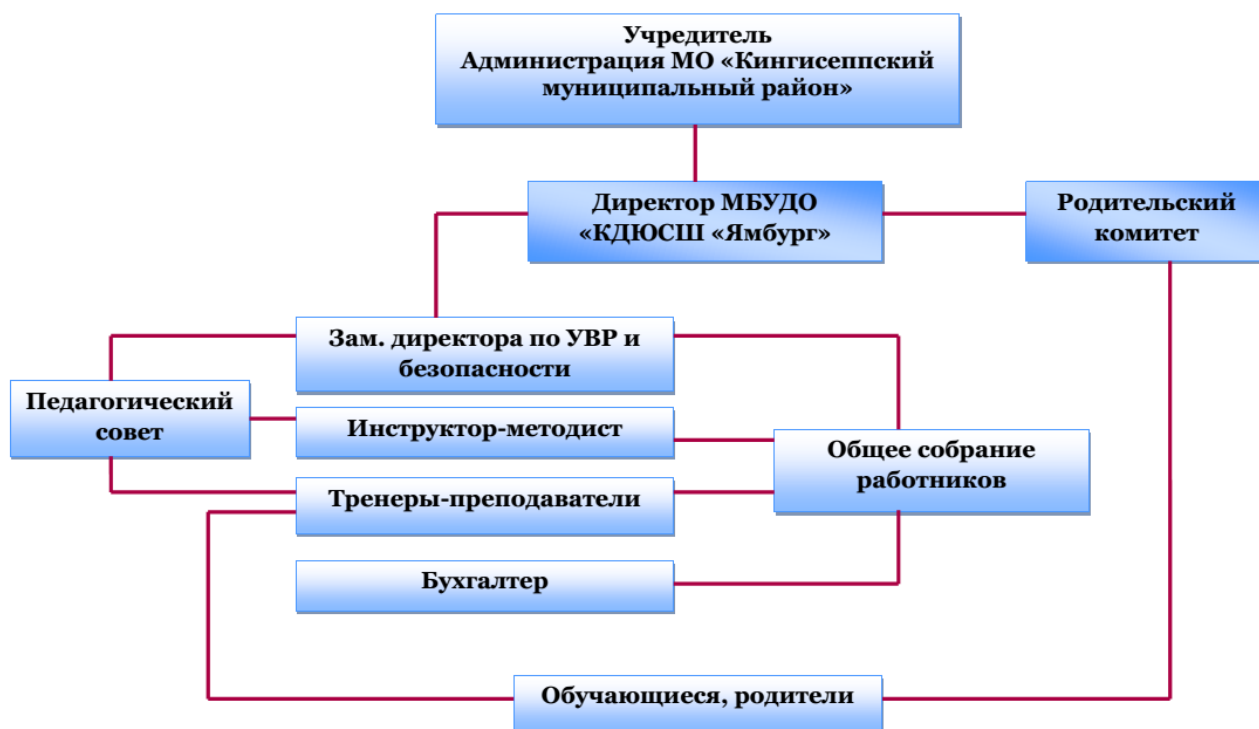 Учредитель
Администрация МО «Кингисеппский
муниципальный район»
Директор МБУДО
«КДЮСШ «Ямбург»
Родительский
комитет
Зам. директора по УВР и
безопасности
Педагогический
совет
Инструктор-методист
Общее собрание
работников
Тренеры-преподаватели
Бухгалтер
Обучающиеся, родители